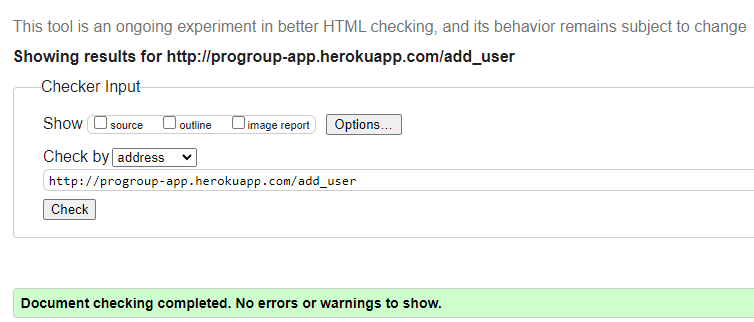 This tool is an ongoing experiment in better HTML checking, and its behavior remains subject to change
Showing results for http://progroup-app.herokuapp.com/add_user
Checker Input
Show source outline image report Options...
Check by address
http://progroup-app.herokuapp.com/add_user
Check
Document checking completed. No errors or warnings to show.